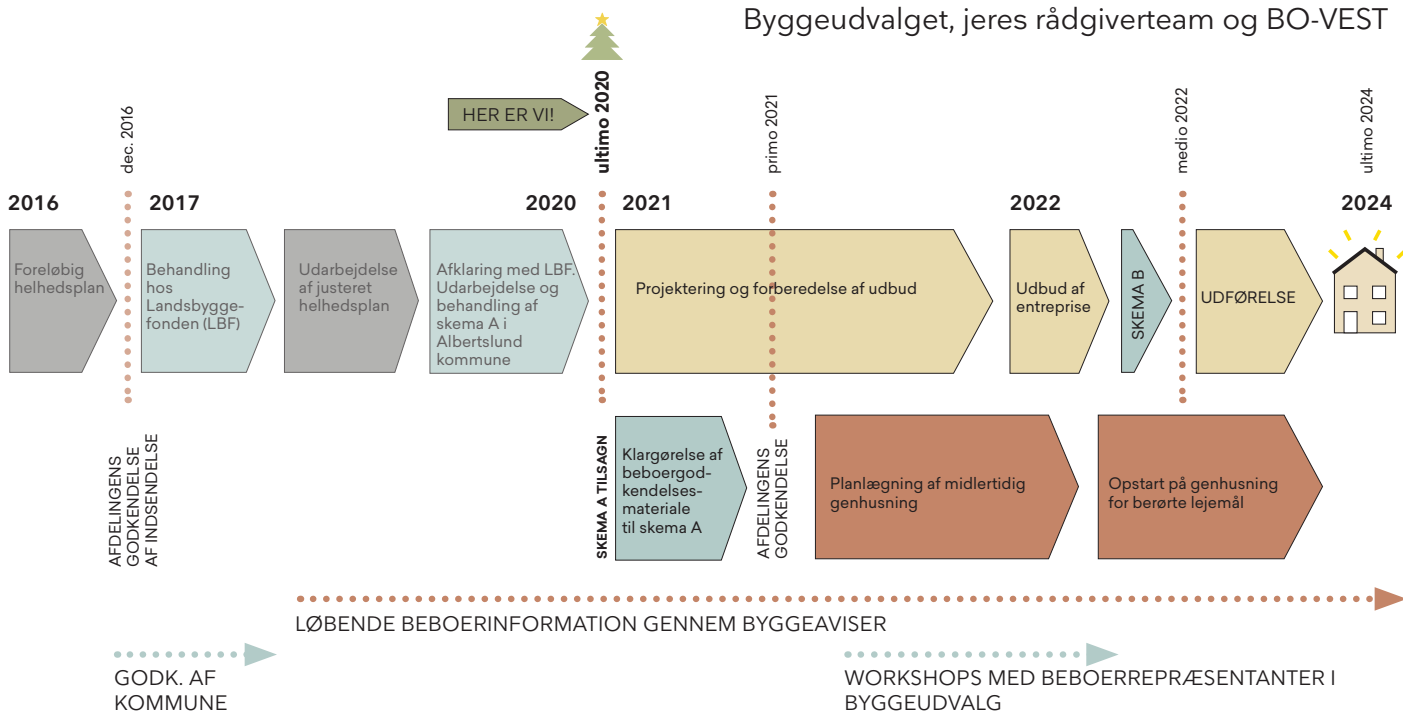 Byggeudvalget, jeres rådgiverteam og BO-VEST
HER ER VI!
dec. 2016
ultimo 2020
primo 2021
medio 2022
ultimo 2024
2016
2017
2020
2021
2022
2024
Foreløbig
helhedsplan
Behandling
hos
Landsbygge-
fonden (LBF)
Udarbejdelse
af justeret
helhedsplan
Afklaring med LBF.
Udarbejdelse og
behandling af
skema A i
Albertslund
kommune
Projektering og forberedelse af udbud
Udbud af
entreprise
SKEMA B
UDFØRELSE
AFDELINGENS
GODKENDELSE
AF INDSENDELSE
SKEMA A TILSAGN
Klargørelse af
beboergod-
kendelses-
materiale
til skema A
AFDELINGENS
GODKENDELSE
Planlægning af midlertidig
genhusning
Opstart på genhusning
for berørte lejemål
LØBENDE BEBOERINFORMATION GENNEM BYGGEAVISER
GODK. AF
KOMMUNE
WORKSHOPS MED BEBOERREPRÆSENTANTER I
BYGGEUDVALG